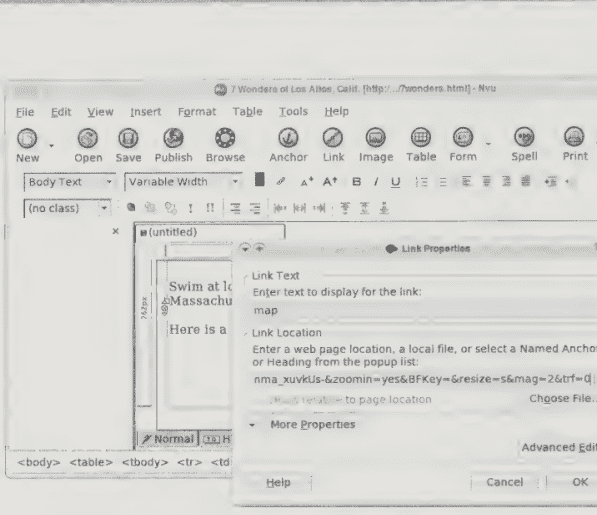 7 Wonders of Los Altos, Calif. [http:/.../7wonders.html] - Nvu
File Edit View Insert Format Table Tools Help
New Open Save Publish Browse Anchor Link Image Table Form Spell Print
Body Text Variable Width B I U
(no class) ! !!
(untitled)
Link Properties
762px
Swim at lo
Massachu
Here is a
Link Text
Enter text to display for the link:
map
Link Location
Enter a web page location, a local file, or select a Named Ancho
or Heading from the popup list:
nma_xuvkUs-&zoomin=yes&BFKey=&resize=s&mag=2&trf=0
to page location Choose File..
More Properties
Advanced Edi
Normal H
<body> <table> <tbody> <tr> <td
Help Cancel OK